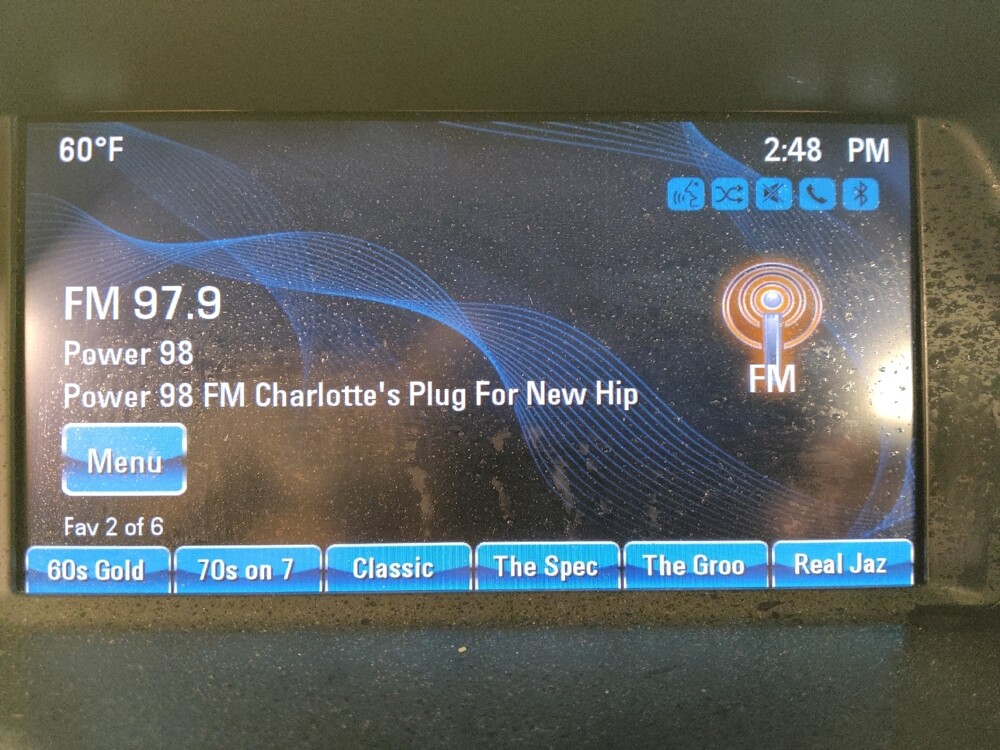 60°F
2:48 PM
FM 97.9
Power 98
FM
Power 98 FM Charlotte's Plug For New Hip
Menu
Fav 2 of 6
60s Gold
70s on 7
Classic
The Spec
The Groo
Real Jaz